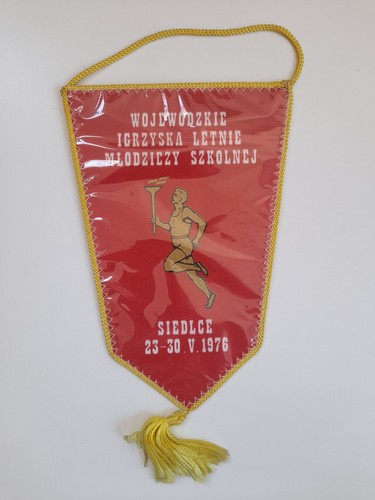 WOJEWÓDZKIE
IGRZYSKA LETNIE
MŁODZIEŻY SZKOLNEJ
SIEDLCE
23-30.V.1976